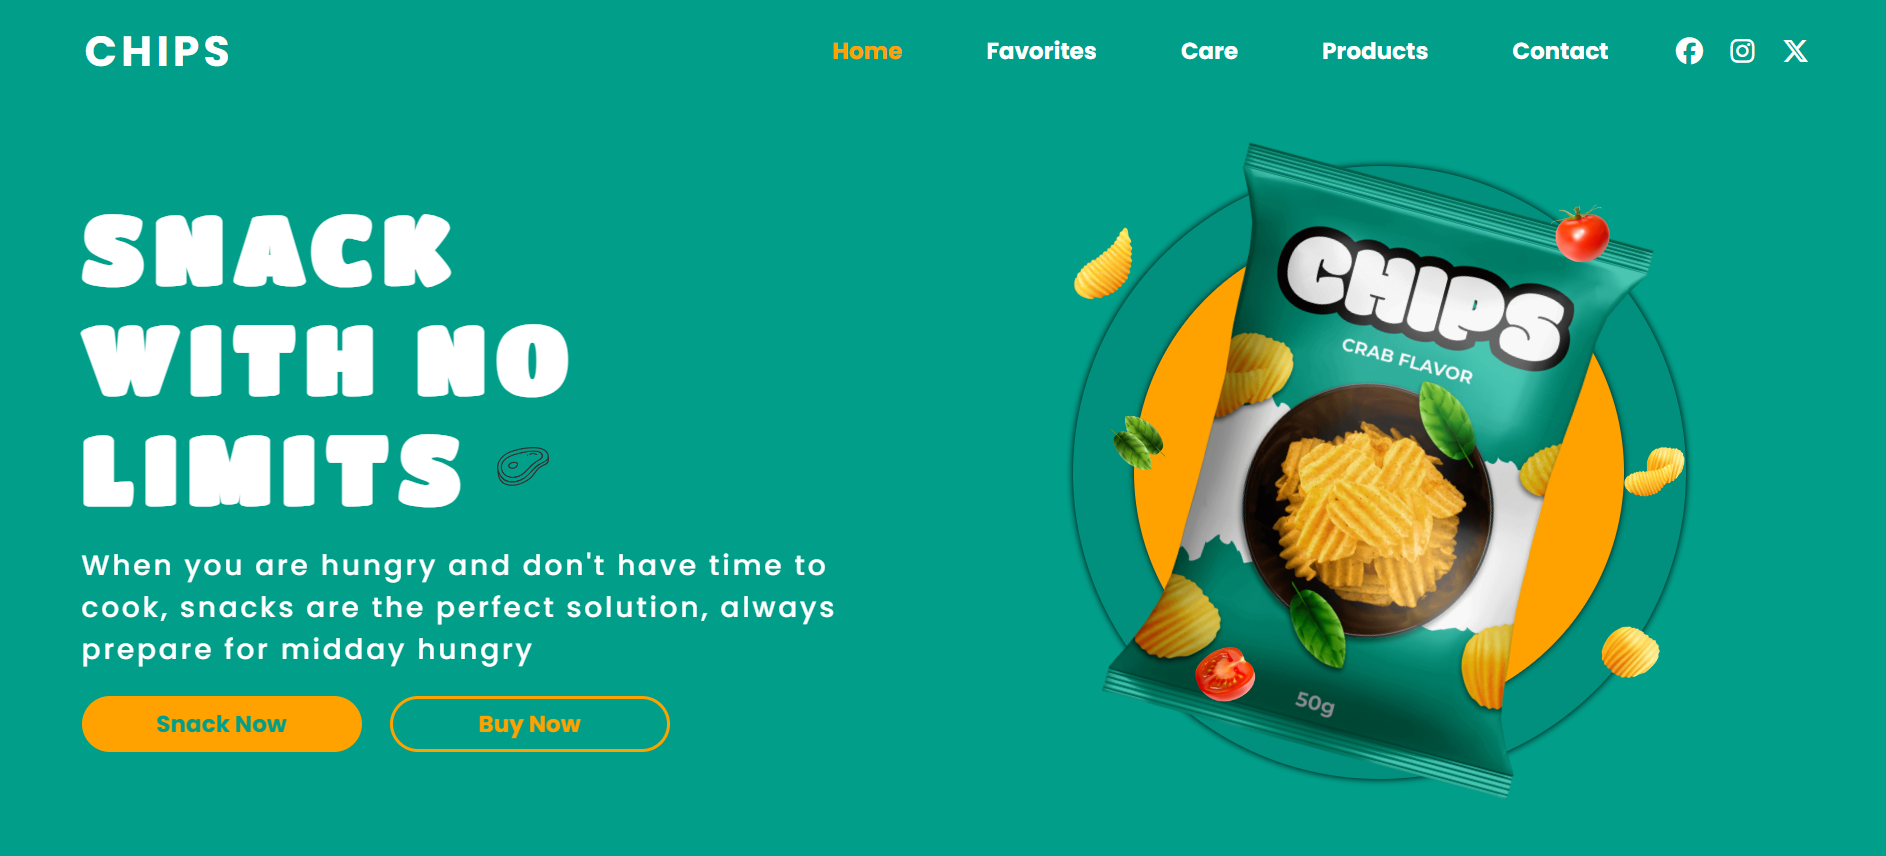 CHIPS
Home Favorites Care Products Contact
SNACK
WITH NO
LIMITS
When you are hungry and don't have time to
cook, snacks are the perfect solution, always
prepare for midday hungry
Snack Now Buy Now
CHIPS
CRAB FLAVOR
50g